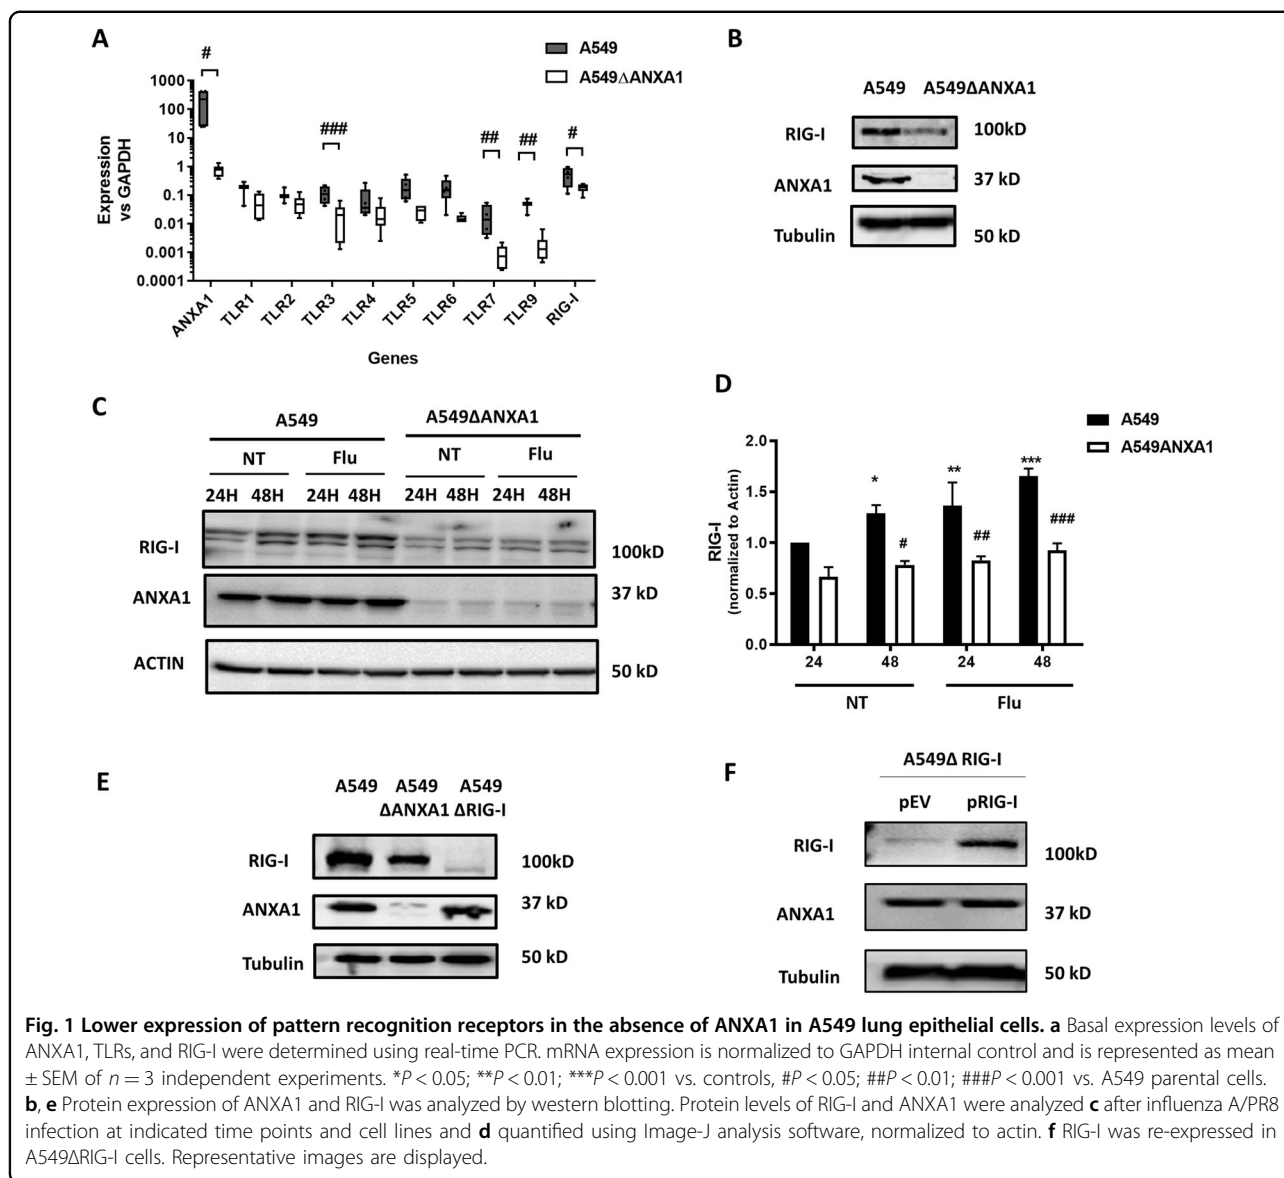 A
A549
A549ΔANXA1
#
###
##
##
#
1000
100
10
1
0.1
0.01
0.001
0.0001
Expression
vs GAPDH
ANXA1
TLR1
TLR2
TLR3
TLR4
TLR5
TLR6
TLR7
TLR9
RIG-I
Genes
B
A549 A549ΔANXA1
RIG-I 100kD
ANXA1 37 kD
Tubulin 50 kD
C
A549 A549ΔANXA1
NT Flu NT Flu
24H 48H 24H 48H 24H 48H 24H 48H
RIG-I 100kD
ANXA1 37 kD
ACTIN 50 kD
D
A549
A549ANXA1
2.0
1.5
1.0
0.5
0.0
RIG-I
(normalized to Actin)
* ** ***
# ## ###
24 48 24 48
NT Flu
E
A549 A549 A549
ΔANXA1 ΔRIG-I
RIG-I 100kD
ANXA1 37 kD
Tubulin 50 kD
F
A549Δ RIG-I
pEV pRIG-I
RIG-I 100kD
ANXA1 37 kD
Tubulin 50 kD
Fig. 1 Lower expression of pattern recognition receptors in the absence of ANXA1 in A549 lung epithelial cells. a Basal expression levels of
ANXA1, TLRs, and RIG-I were determined using real-time PCR. mRNA expression is normalized to GAPDH internal control and is represented as mean
± SEM of n = 3 independent experiments. *P < 0.05; **P < 0.01; ***P < 0.001 vs. controls, #P < 0.05; ##P < 0.01; ###P < 0.001 vs. A549 parental cells.
b, e Protein expression of ANXA1 and RIG-I was analyzed by western blotting. Protein levels of RIG-I and ANXA1 were analyzed c after influenza A/PR8
infection at indicated time points and cell lines and d quantified using Image-J analysis software, normalized to actin. f RIG-I was re-expressed in
A549ΔRIG-I cells. Representative images are displayed.